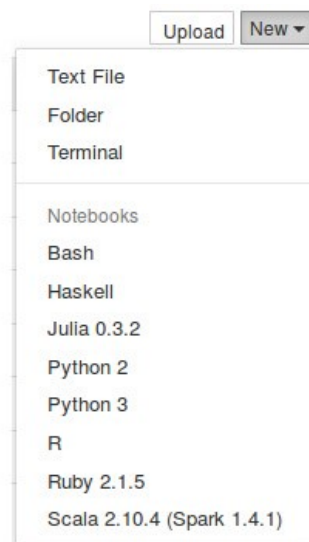 Upload New
Text File
Folder
Terminal
Notebooks
Bash
Haskell
Julia 0.3.2
Python 2
Python 3
R
Ruby 2.1.5
Scala 2.10.4 (Spark 1.4.1)